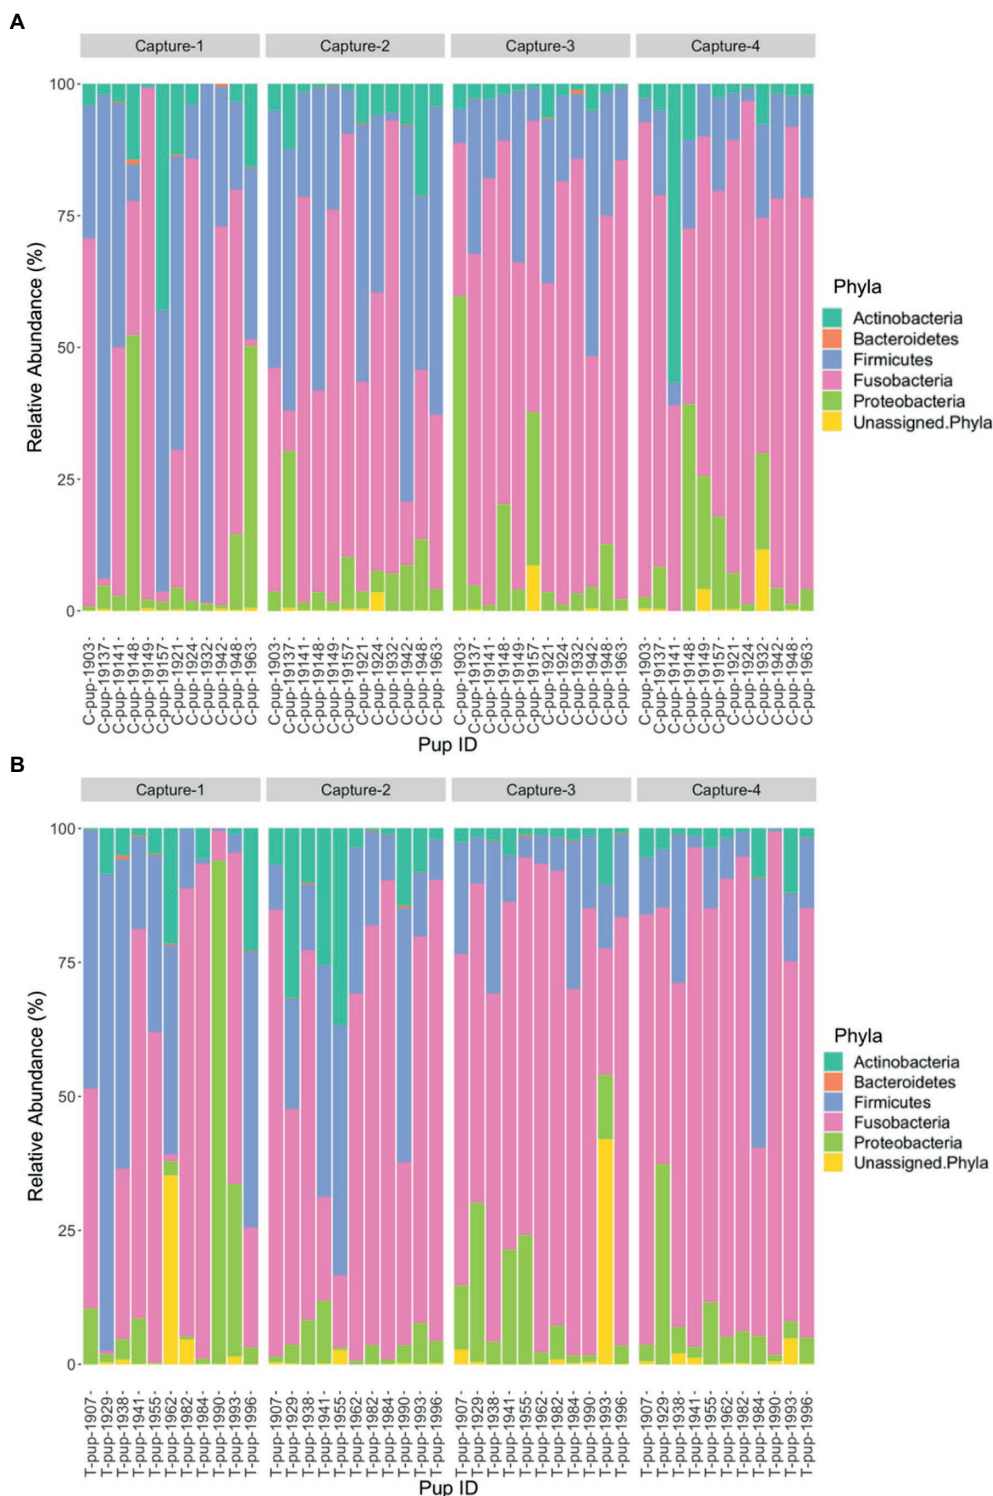 A
Capture-1 Capture-2 Capture-3 Capture-4
Relative Abundance (%)
100
75
50
25
0
C-pup-1903
C-pup-19137
C-pup-19141
C-pup-19148
C-pup-19149
C-pup-19157
C-pup-1921
C-pup-1924
C-pup-1932
C-pup-1942
C-pup-1948
C-pup-1963
C-pup-1903
C-pup-19137
C-pup-19141
C-pup-19148
C-pup-19149
C-pup-19157
C-pup-1921
C-pup-1924
C-pup-1932
C-pup-1942
C-pup-1948
C-pup-1963
C-pup-1903
C-pup-19137
C-pup-19141
C-pup-19148
C-pup-19149
C-pup-19157
C-pup-1921
C-pup-1924
C-pup-1932
C-pup-1942
C-pup-1948
C-pup-1963
C-pup-1903
C-pup-19137
C-pup-19141
C-pup-19148
C-pup-19149
C-pup-19157
C-pup-1921
C-pup-1924
C-pup-1932
C-pup-1942
C-pup-1948
C-pup-1963
Pup ID
Phyla
Actinobacteria
Bacteroidetes
Firmicutes
Fusobacteria
Proteobacteria
Unassigned.Phyla
B
Capture-1 Capture-2 Capture-3 Capture-4
Relative Abundance (%)
100
75
50
25
0
T-pup-1907
T-pup-1929
T-pup-1938
T-pup-1941
T-pup-1955
T-pup-1962
T-pup-1982
T-pup-1984
T-pup-1990
T-pup-1993
T-pup-1996
T-pup-1907
T-pup-1929
T-pup-1938
T-pup-1941
T-pup-1955
T-pup-1962
T-pup-1982
T-pup-1984
T-pup-1990
T-pup-1993
T-pup-1996
T-pup-1907
T-pup-1929
T-pup-1938
T-pup-1941
T-pup-1955
T-pup-1962
T-pup-1982
T-pup-1984
T-pup-1990
T-pup-1993
T-pup-1996
T-pup-1907
T-pup-1929
T-pup-1938
T-pup-1941
T-pup-1955
T-pup-1962
T-pup-1982
T-pup-1984
T-pup-1990
T-pup-1993
T-pup-1996
Pup ID
Phyla
Actinobacteria
Bacteroidetes
Firmicutes
Fusobacteria
Proteobacteria
Unassigned.Phyla